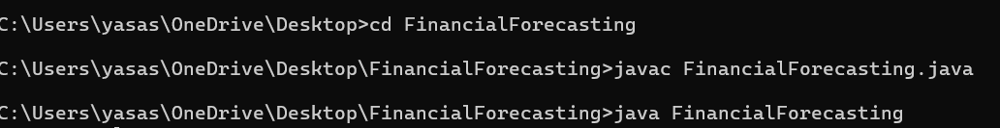 C:\Users\yasas\OneDrive\Desktop>cd FinancialForecasting
C:\Users\yasas\OneDrive\Desktop\FinancialForecasting>javac FinancialForecasting.java
C:\Users\yasas\OneDrive\Desktop\FinancialForecasting>java FinancialForecasting